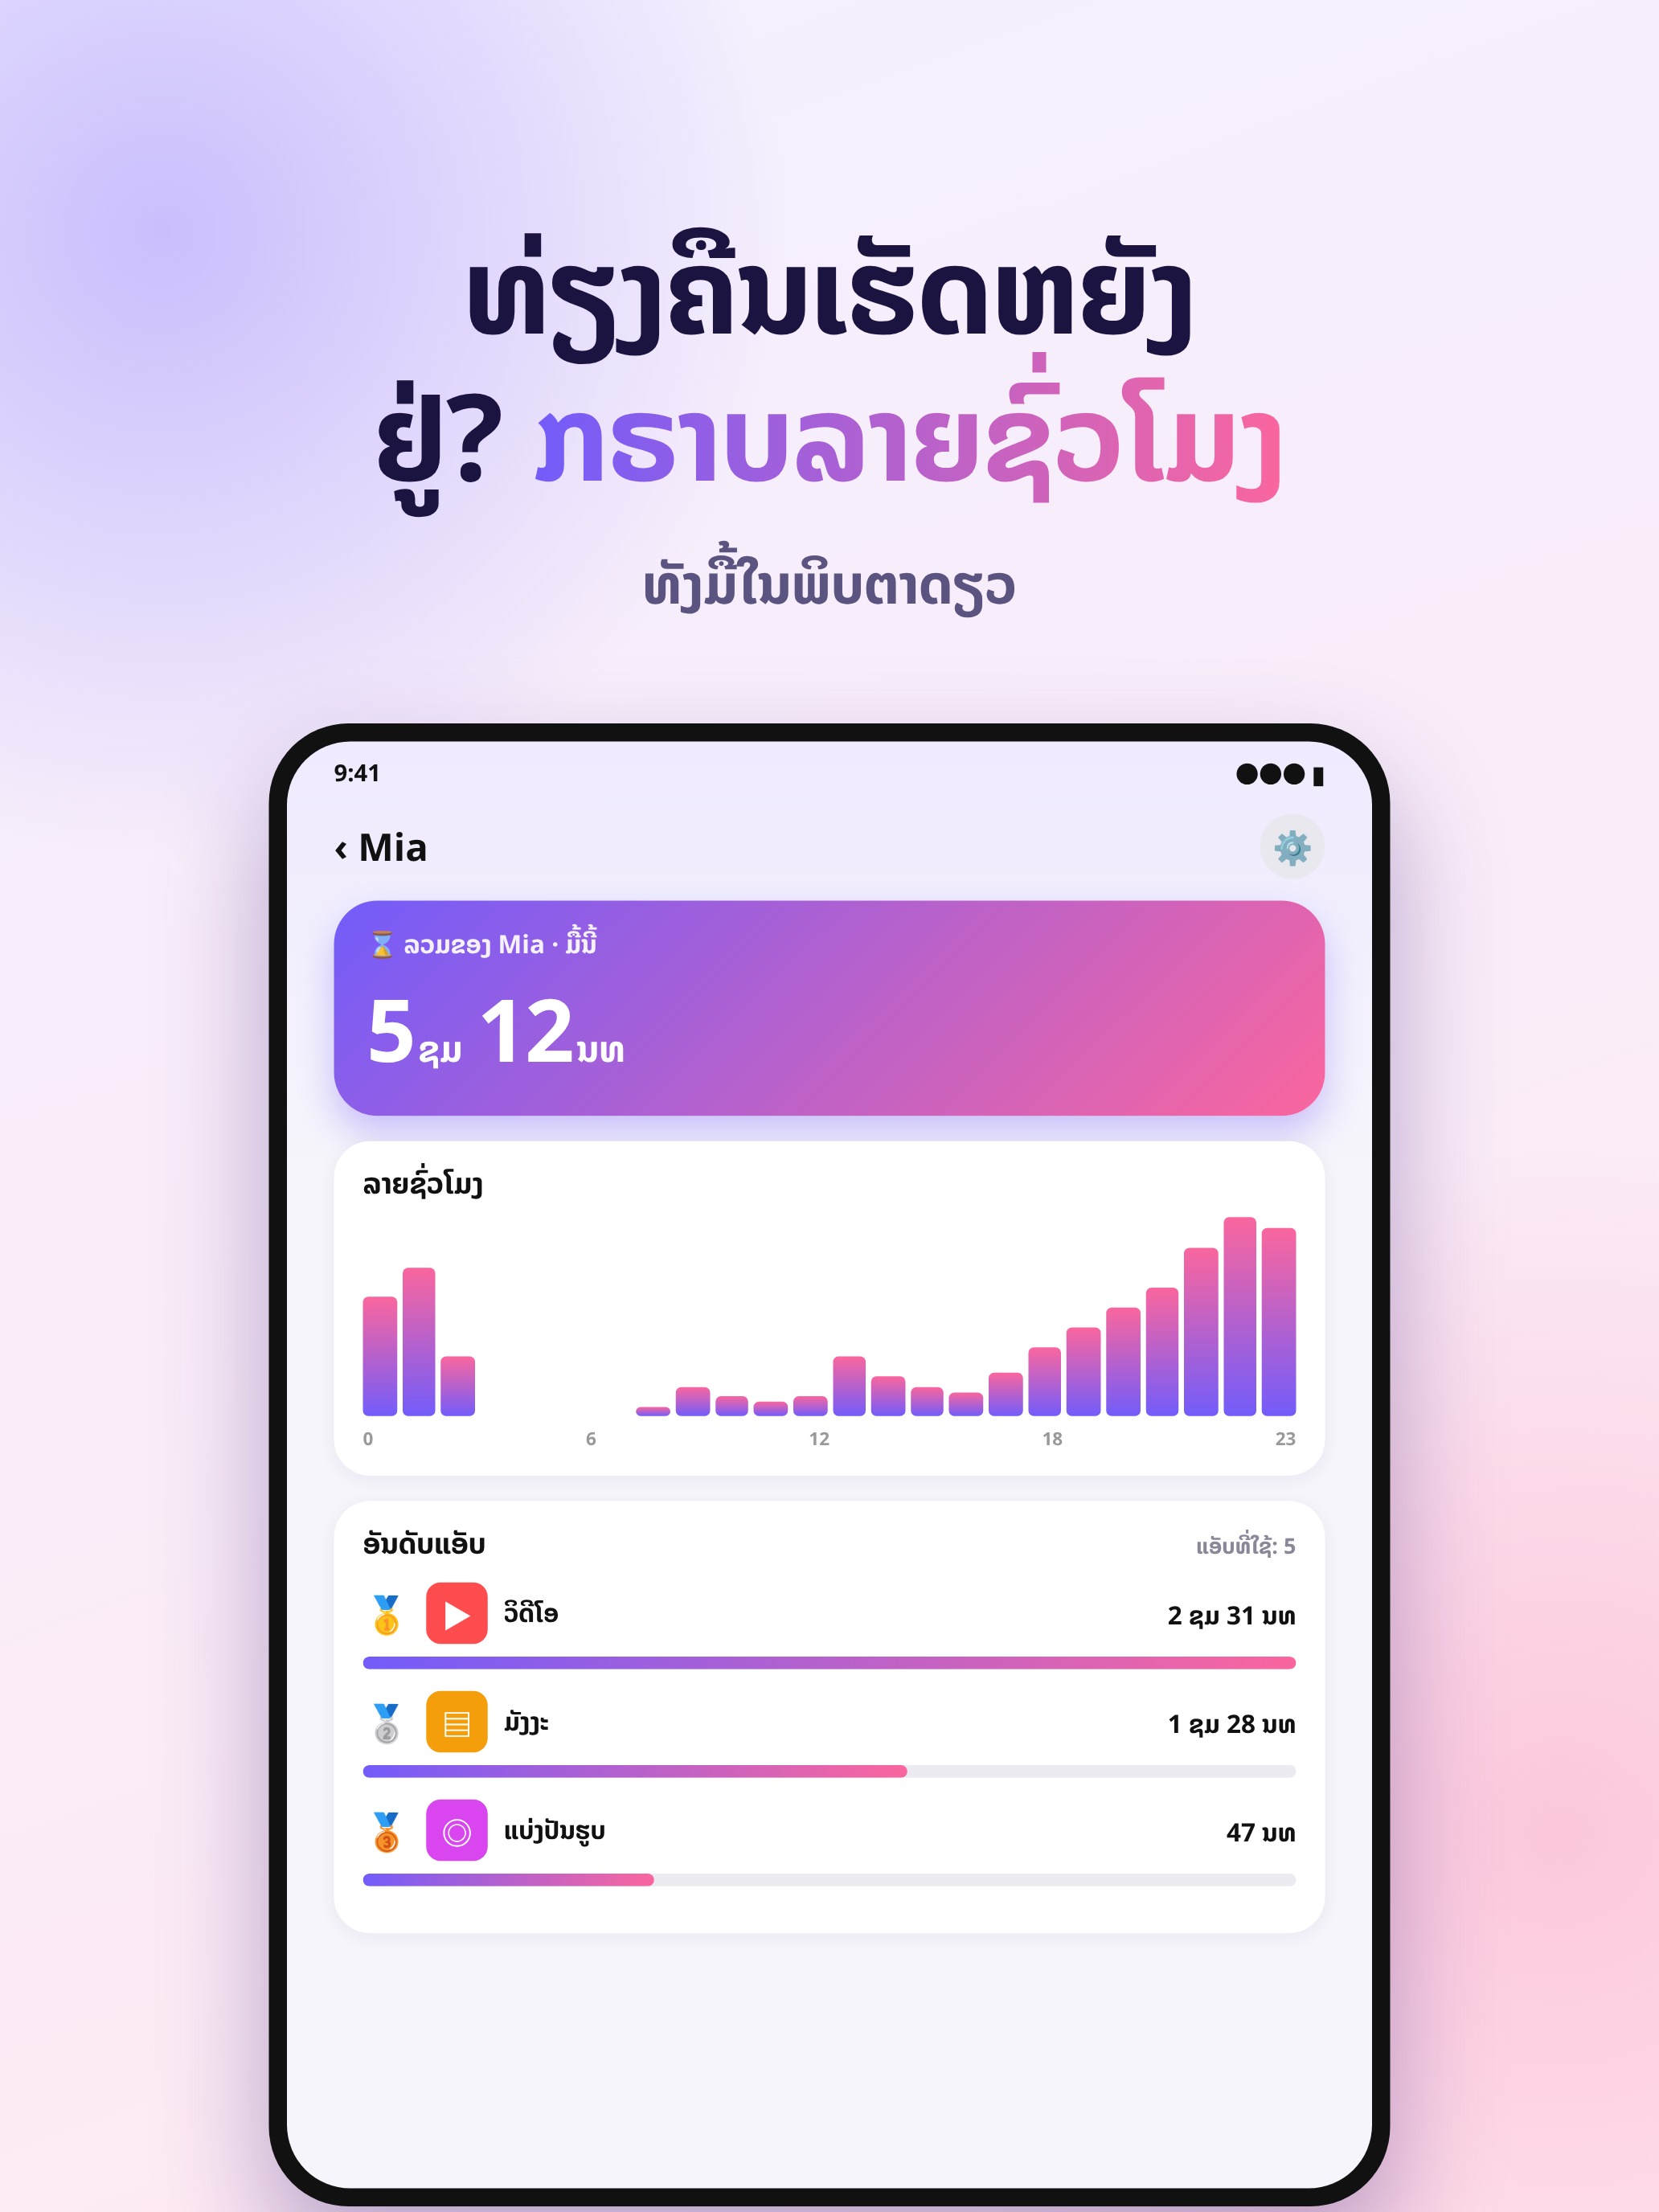 ທ່ຽງຄືນເຮັດຫຍັງ
ຢູ່? ກຣາບລາຍຊົ່ວໂມງ
ທັງມື້ໃນພິບຕາດຽວ
9:41
‹ Mia
ລວມຂອງ Mia · ມື້ນີ້
5ຊມ 12ນທ
ລາຍຊົ່ວໂມງ
0 6 12 18 23
ອັນດັບແອັບ ແອັບທີ່ໃຊ້: 5
ວິດີໂອ 2 ຊມ 31 ນທ
ມັງງະ 1 ຊມ 28 ນທ
ແບ່ງປັນຮູບ 47 ນທ